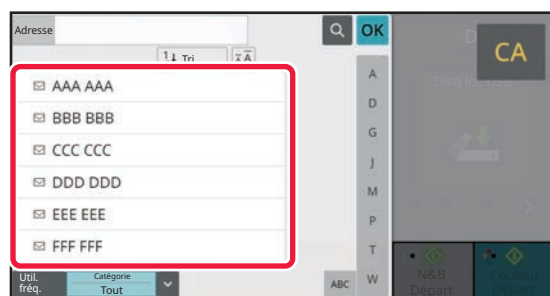 Adresse
OK
CA
1 Tri
AAA AAA
BBB BBB
CCC CCC
DDD DDD
EEE EEE
FFF FFF
A
D
G
J
M
P
T
W
Util.
fréq.
Catégorie
Tout
ABC
N&B
Départ
Couleur
Départ